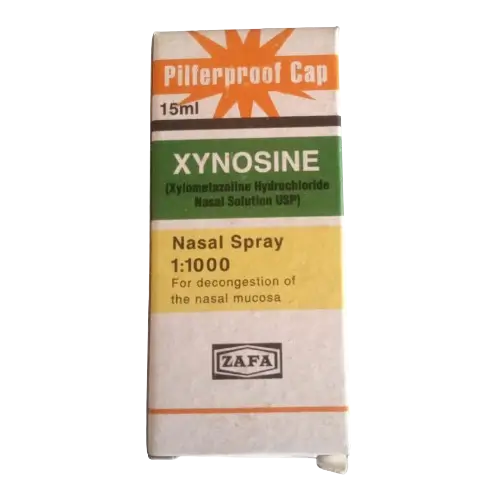 Pilferproof Cap
15ml
XYNOSINE
(Xylometazoline Hydrochloride
Nasal Solution USP)
Nasal Spray
1:1000
For decongestion of
the nasal mucosa
ZAFA